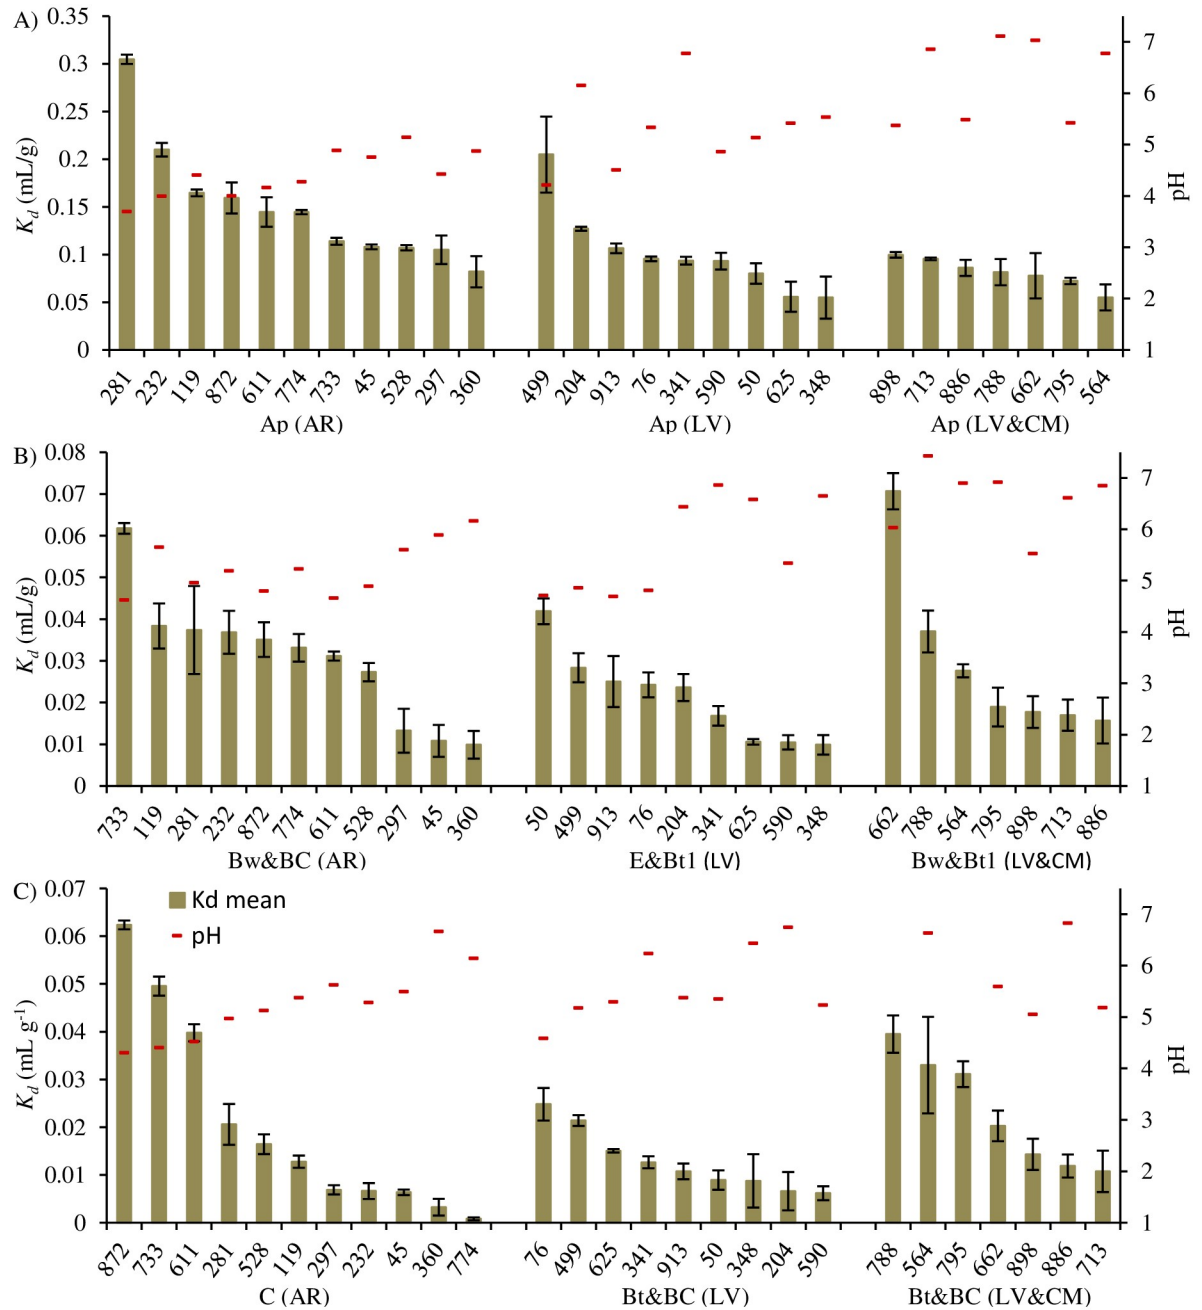 A)
0.35
0.3
0.25
0.2
0.15
0.1
0.05
0
K_d (mL/g)
7
6
5
4
3
2
1
pH
281 232 119 872 611 774 733 45 528 297 360 499 204 913 76 341 590 50 625 348 898 713 886 788 662 795 564
Ap (AR) Ap (LV) Ap (LV&CM)
B)
0.08
0.07
0.06
0.05
0.04
0.03
0.02
0.01
0
K_d (mL/g)
7
6
5
4
3
2
1
pH
733 119 281 232 872 774 611 528 297 45 360 50 499 913 76 204 341 625 590 348 662 788 564 795 898 713 886
Bw&BC (AR) E&Bt1 (LV) Bw&Bt1 (LV&CM)
C)
0.07
0.06
0.05
0.04
0.03
0.02
0.01
0
K_d (mL g⁻¹)
Kd mean
pH
7
6
5
4
3
2
1
pH
872 733 611 281 528 119 297 232 45 360 774 76 499 625 341 913 50 348 204 590 788 564 795 662 898 886 713
C (AR) Bt&BC (LV) Bt&BC (LV&CM)